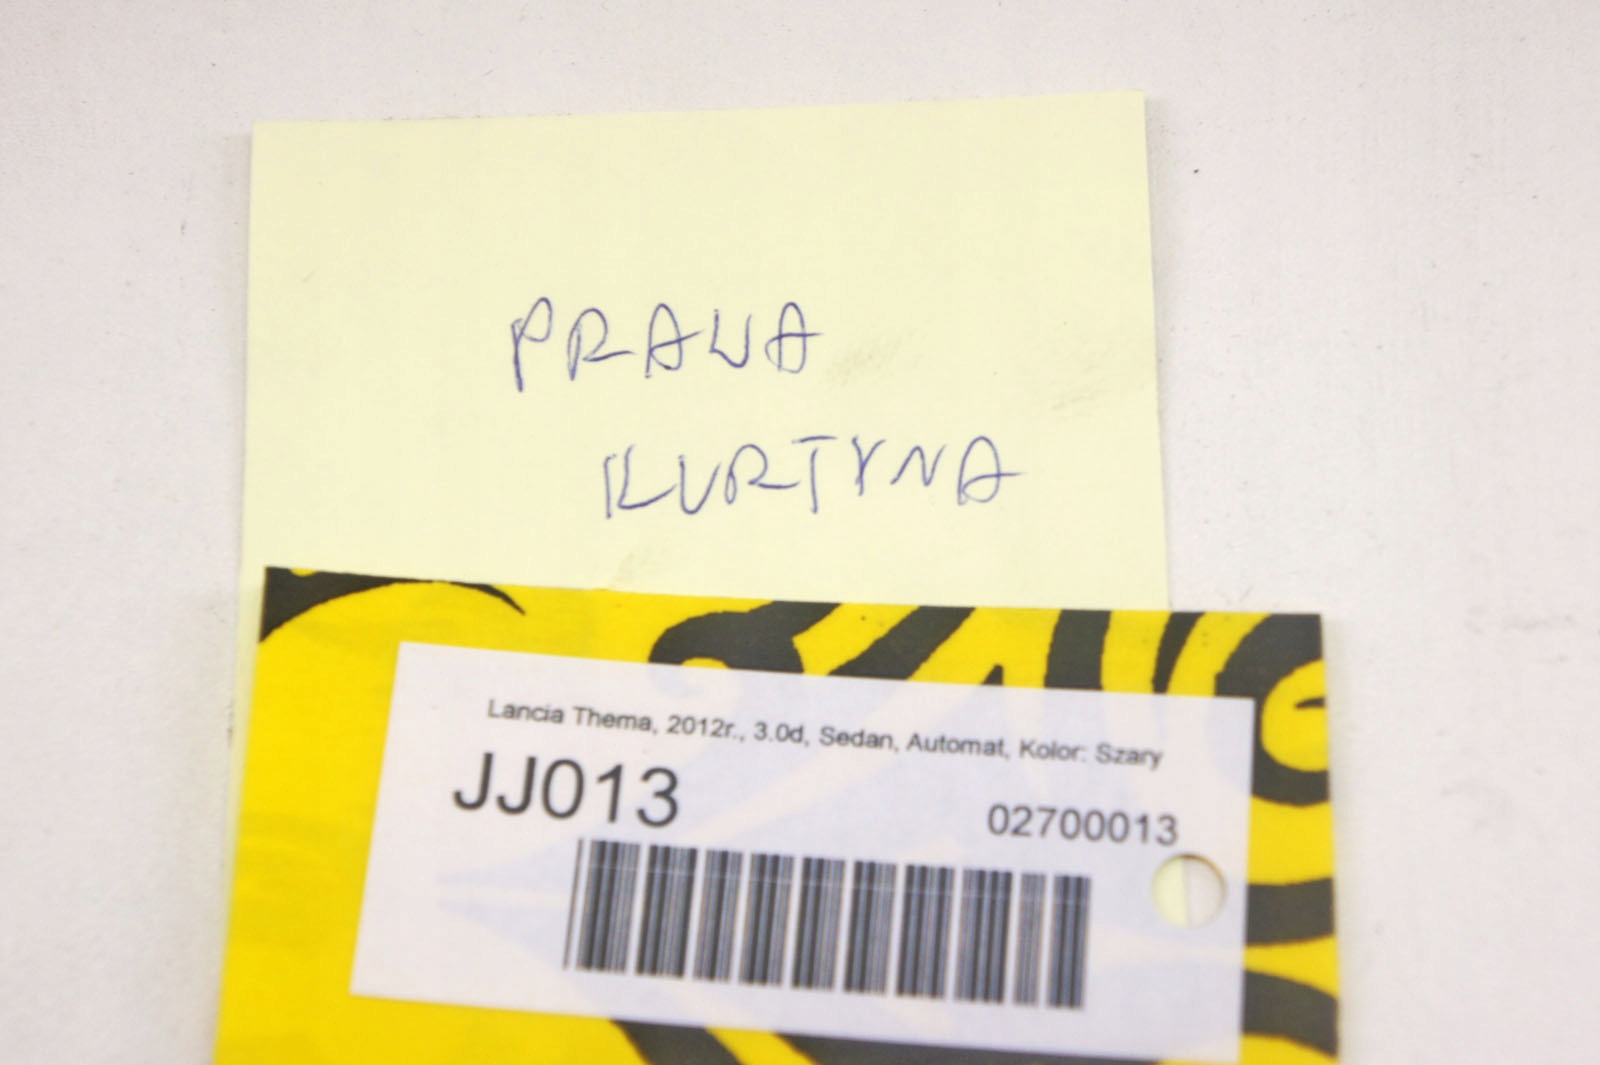 PRAWA
KURTYNA
Lancia Thema, 2012r., 3.0d, Sedan, Automat, Kolor: Szary
JJ013
02700013